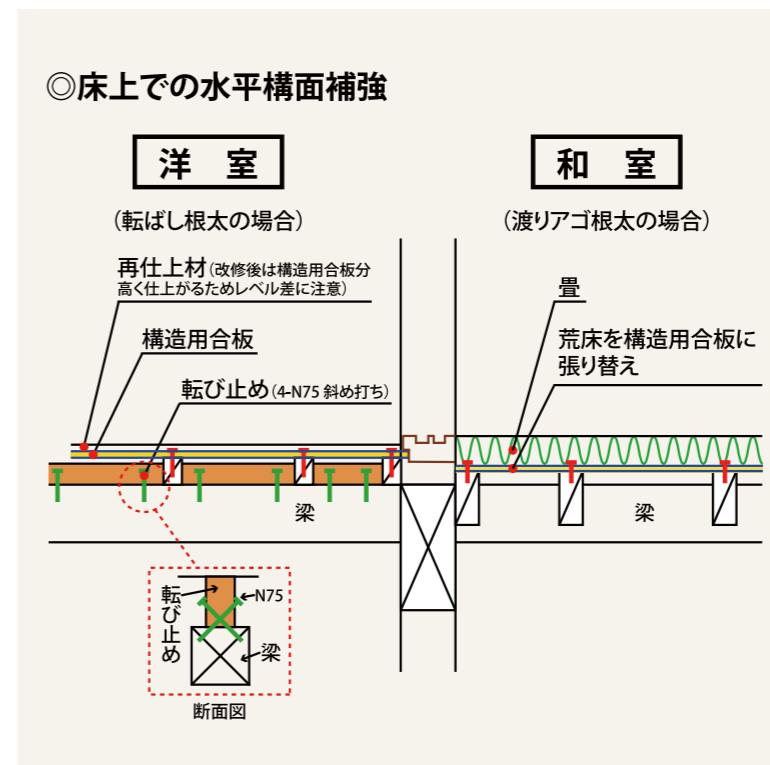 ◎床上での水平構面補強
洋 室
(転ばし根太の場合)
再仕上材(改修後は構造用合板分
高く仕上がるためレベル差に注意)
構造用合板
転び止め(4-N75 斜め打ち)
梁
転び止め
N75
梁
断面図
和 室
(渡りアゴ根太の場合)
畳
荒床を構造用合板に
張り替え
梁